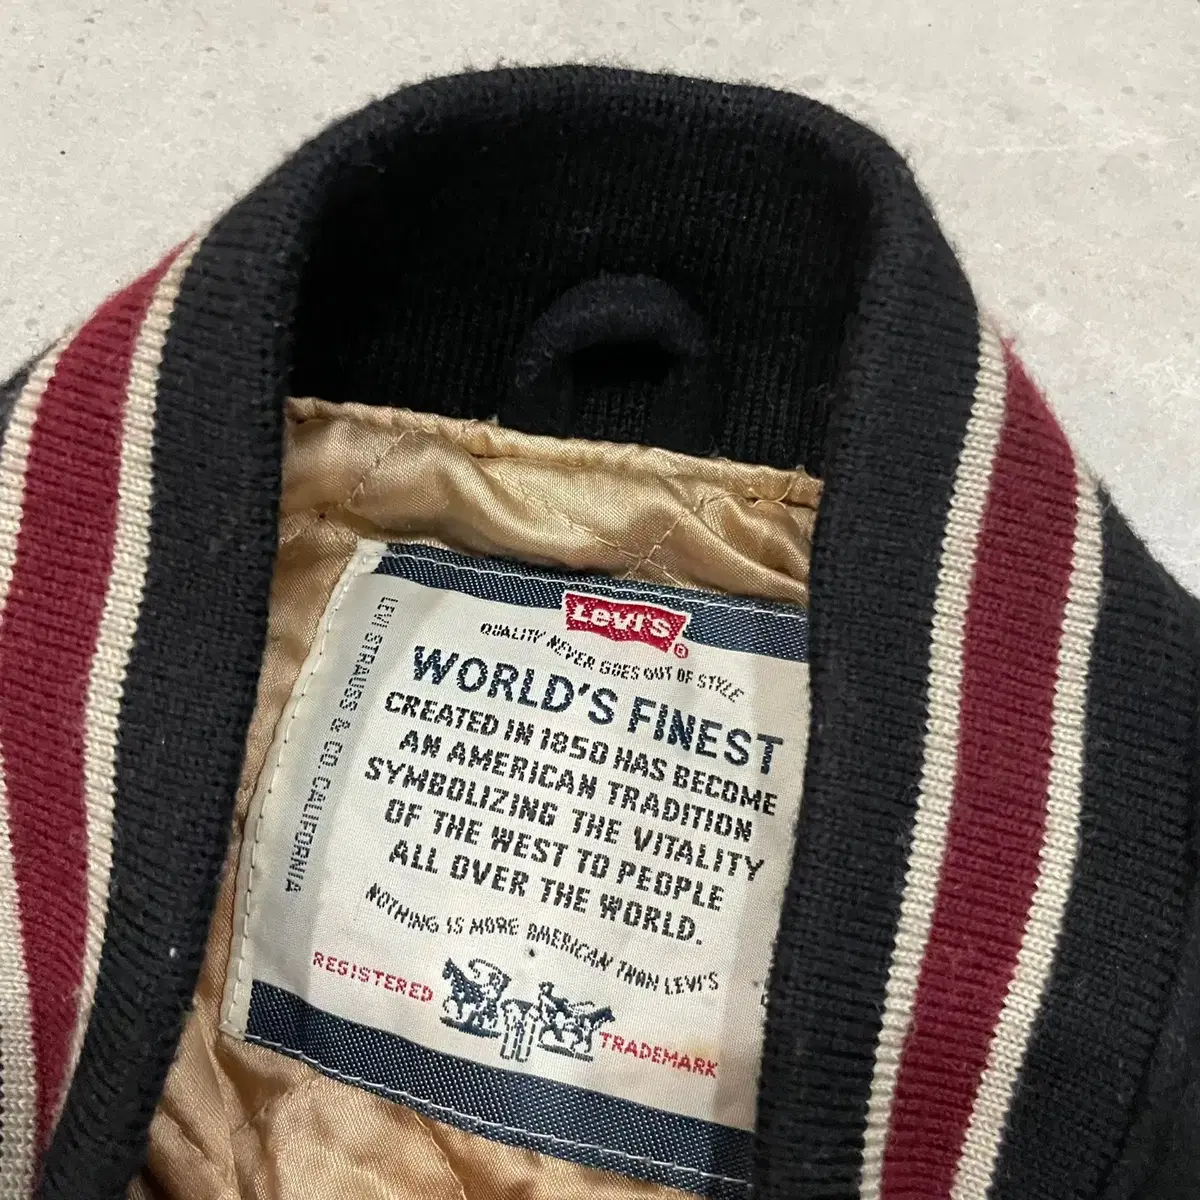 Levi's
®
QUALITY NEVER GOES OUT OF STYLE
WORLD'S FINEST
CREATED IN 1850 HAS BECOME
AN AMERICAN TRADITION
SYMBOLIZING THE VITALITY
OF THE WEST TO PEOPLE
ALL OVER THE WORLD.
NOTHING IS MORE AMERICAN THAN LEVI'S
REGISTERED
TRADEMARK
LEVI STRAUSS & CO CALIFORNIA